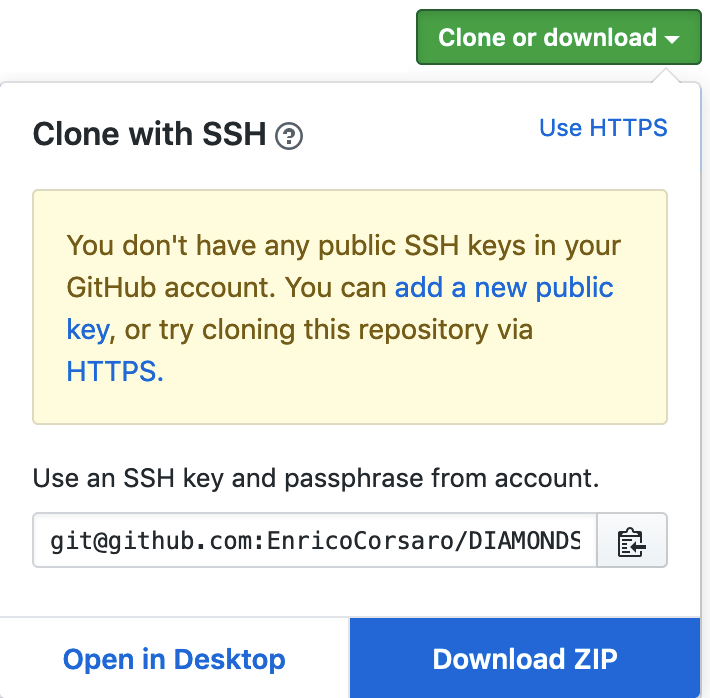 Clone or download
Clone with SSH
Use HTTPS
You don't have any public SSH keys in your
GitHub account. You can add a new public
key, or try cloning this repository via
HTTPS.
Use an SSH key and passphrase from account.
git@github.com:EnricoCorsaro/DIAMONDS
Open in Desktop
Download ZIP